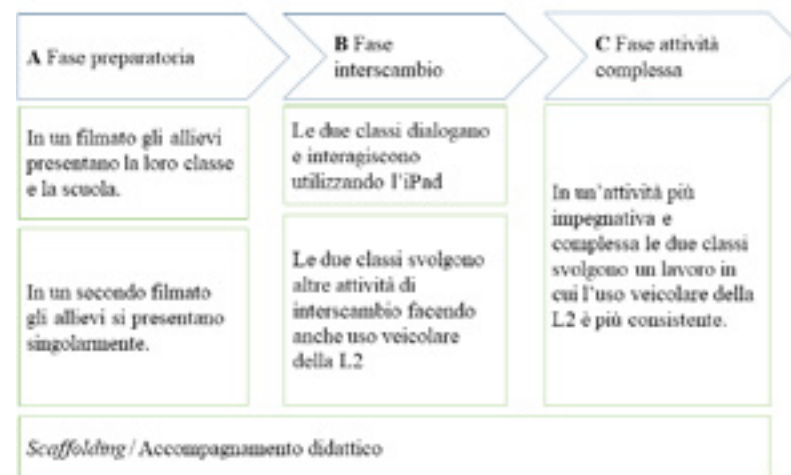 A Fase preparatoria
B Fase
interscambio
C Fase attività
complessa
In un filmato gli allievi
presentano la loro classe
e la scuola.
In un secondo filmato
gli allievi si presentano
singolarmente.
Le due classi dialogano
e interagiscono
utilizzando l'iPad
Le due classi svolgono
altre attività di
interscambio facendo
anche uso veicolare
della L2
In un'attività più
impegnativa e
complessa le due classi
svolgono un lavoro in
cui l'uso veicolare della
L2 è più consistente.
Scaffolding / Accompagnamento didattico